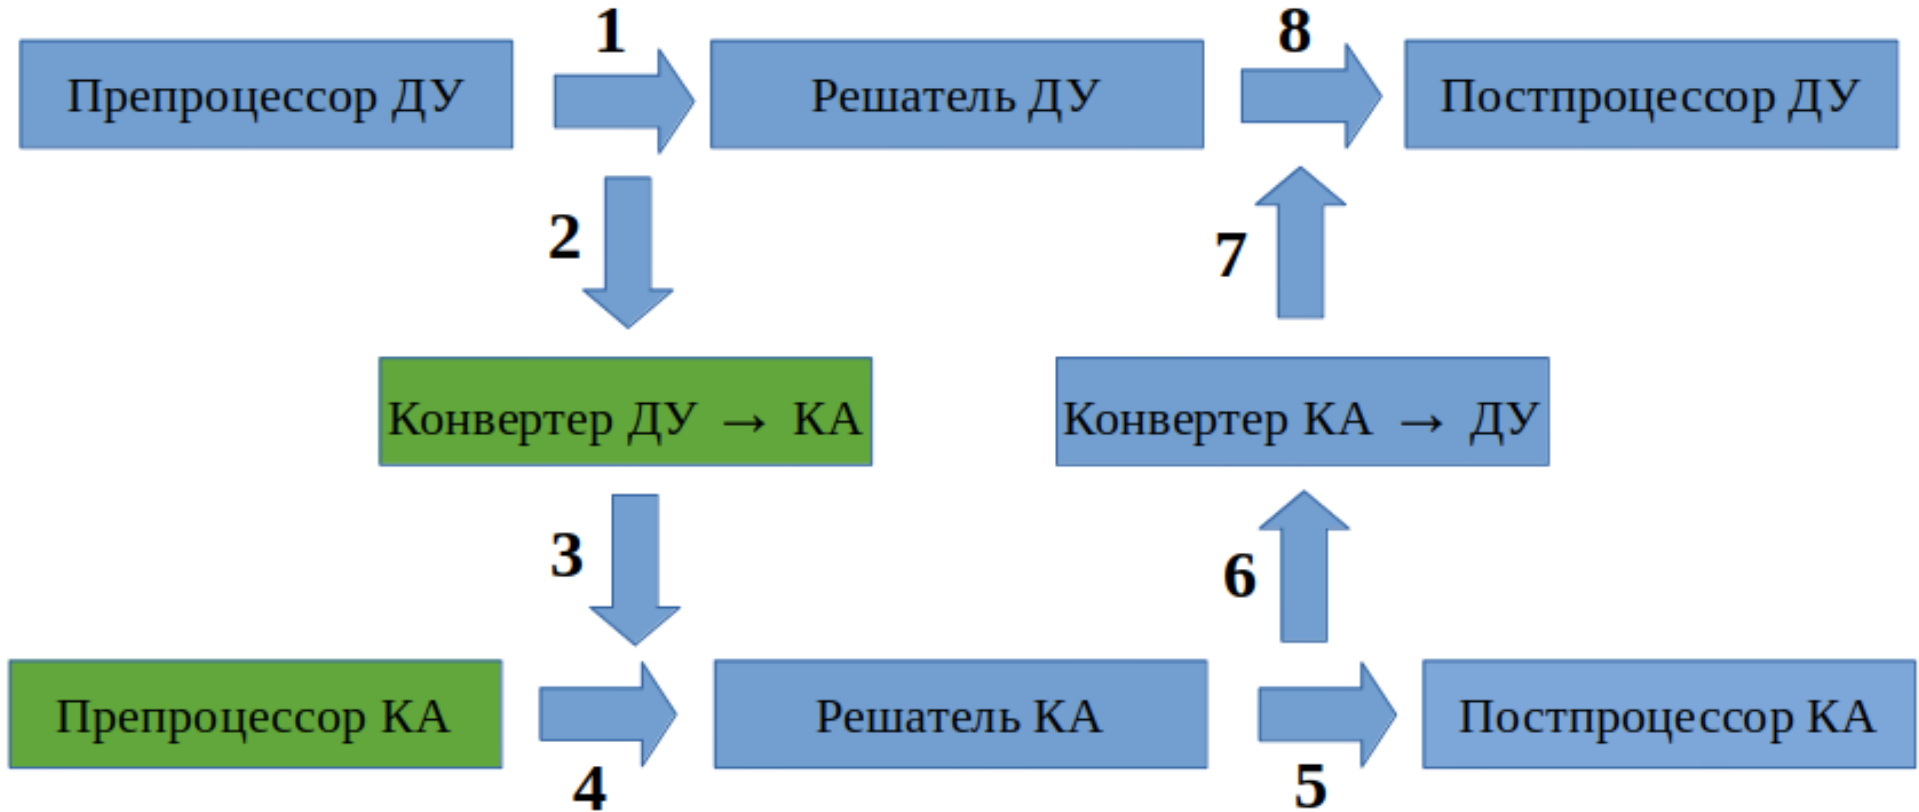 1
8
Препроцессор ДУ
Решатель ДУ
Постпроцессор ДУ
2
7
Конвертер ДУ → КА
Конвертер КА → ДУ
3
6
Препроцессор КА
Решатель КА
Постпроцессор КА
4
5